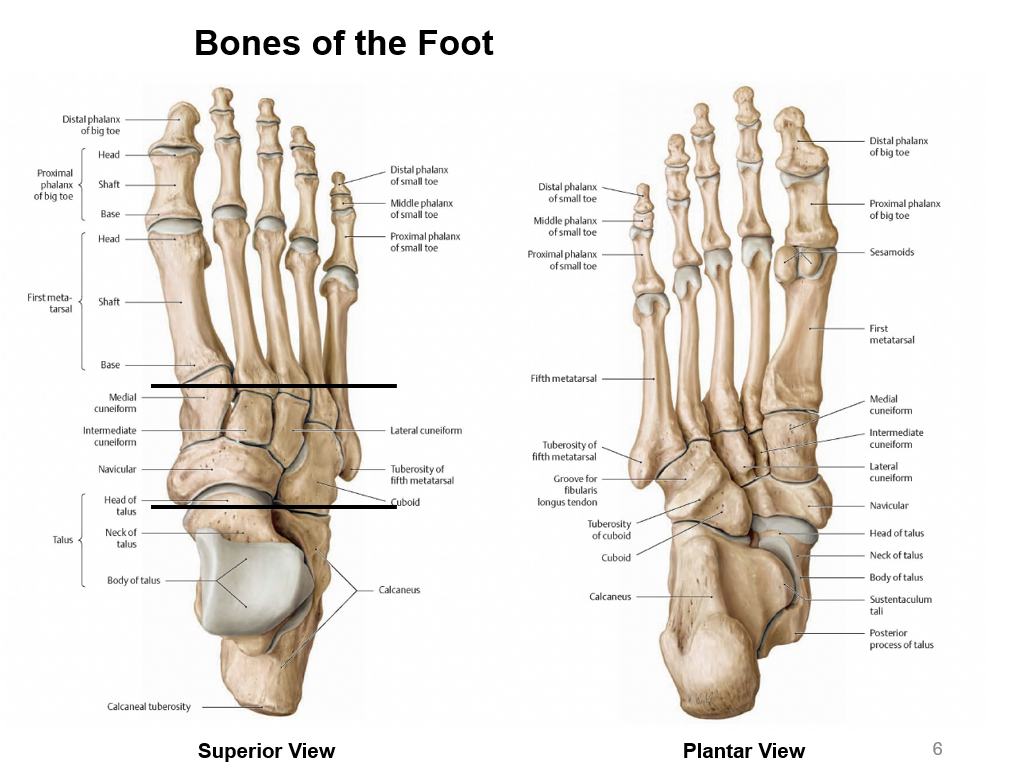 Bones of the Foot
Distal phalanx
of big toe
Head
Proximal
phalanx
of big toe
Shaft
Base
Head
First meta-
tarsal
Shaft
Base
Medial
cuneiform
Intermediate
cuneiform
Navicular
Head of
talus
Talus
Neck of
talus
Body of talus
Calcaneal tuberosity
Distal phalanx
of small toe
Middle phalanx
of small toe
Proximal phalanx
of small toe
Lateral cuneiform
Tuberosity of
fifth metatarsal
Cuboid
Calcaneus
Superior View
Distal phalanx
of small toe
Middle phalanx
of small toe
Proximal phalanx
of small toe
Fifth metatarsal
Tuberosity of
fifth metatarsal
Groove for
fibularis
longus tendon
Tuberosity
of cuboid
Cuboid
Calcaneus
Distal phalanx
of big toe
Proximal phalanx
of big toe
Sesamoids
First
metatarsal
Medial
cuneiform
Intermediate
cuneiform
Lateral
cuneiform
Navicular
Head of talus
Neck of talus
Body of talus
Sustentaculum
tali
Posterior
process of talus
Plantar View
6